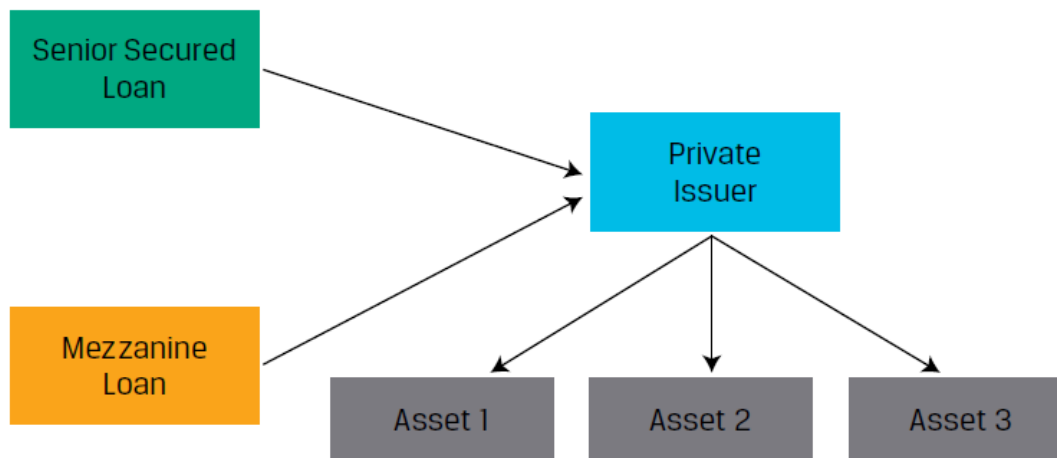 Senior Secured
Loan
Private
Issuer
Mezzanine
Loan
Asset 1
Asset 2
Asset 3